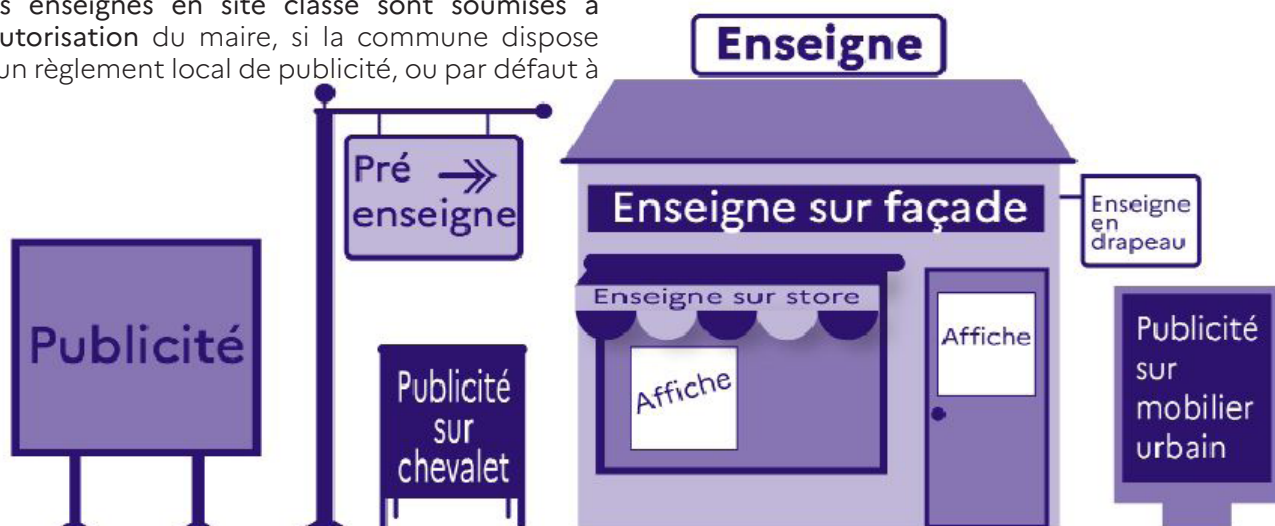 s enseignes en site classé sont soumises à
utorisation du maire, si la commune dispose
un règlement local de publicité, ou par défaut à
Enseigne
Pré
enseigne
Enseigne sur façade
Enseigne
en
drapeau
Publicité
Enseigne sur store
Affiche
Affiche
Publicité
sur
chevalet
Publicité
sur
mobilier
urbain